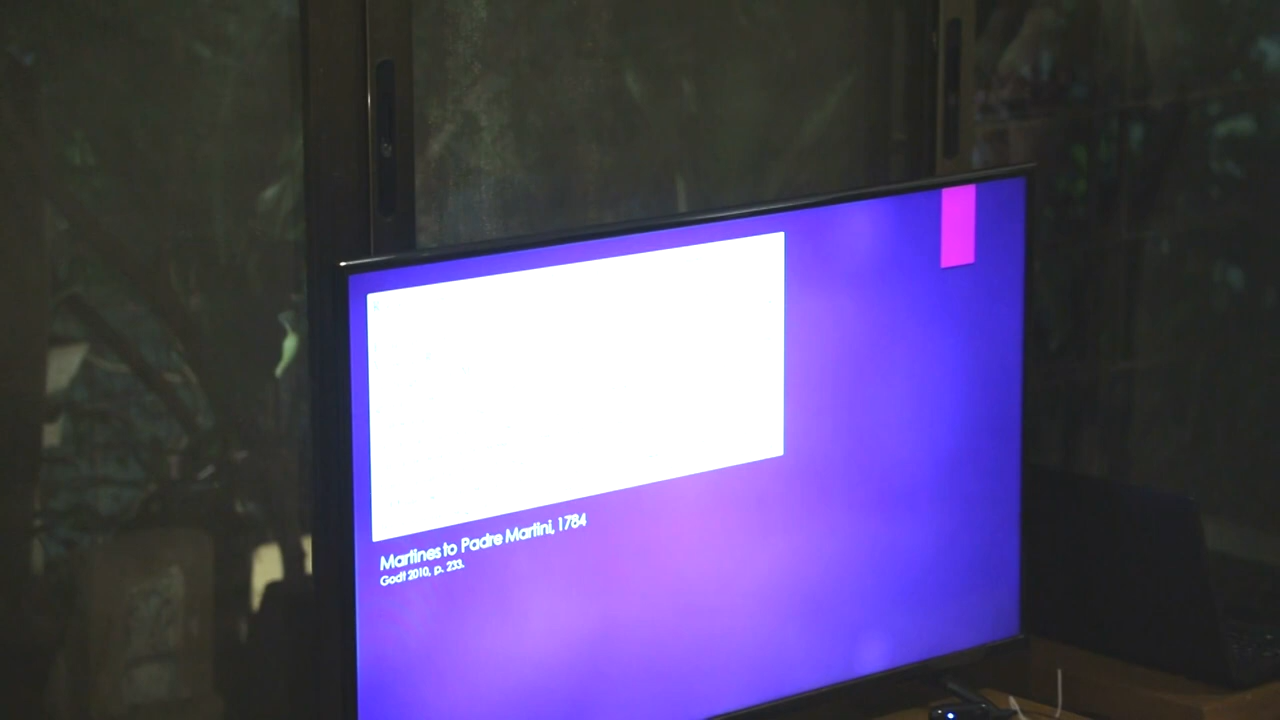 Martines to Padre Martini, 1784
Godt 2010, p. 233.